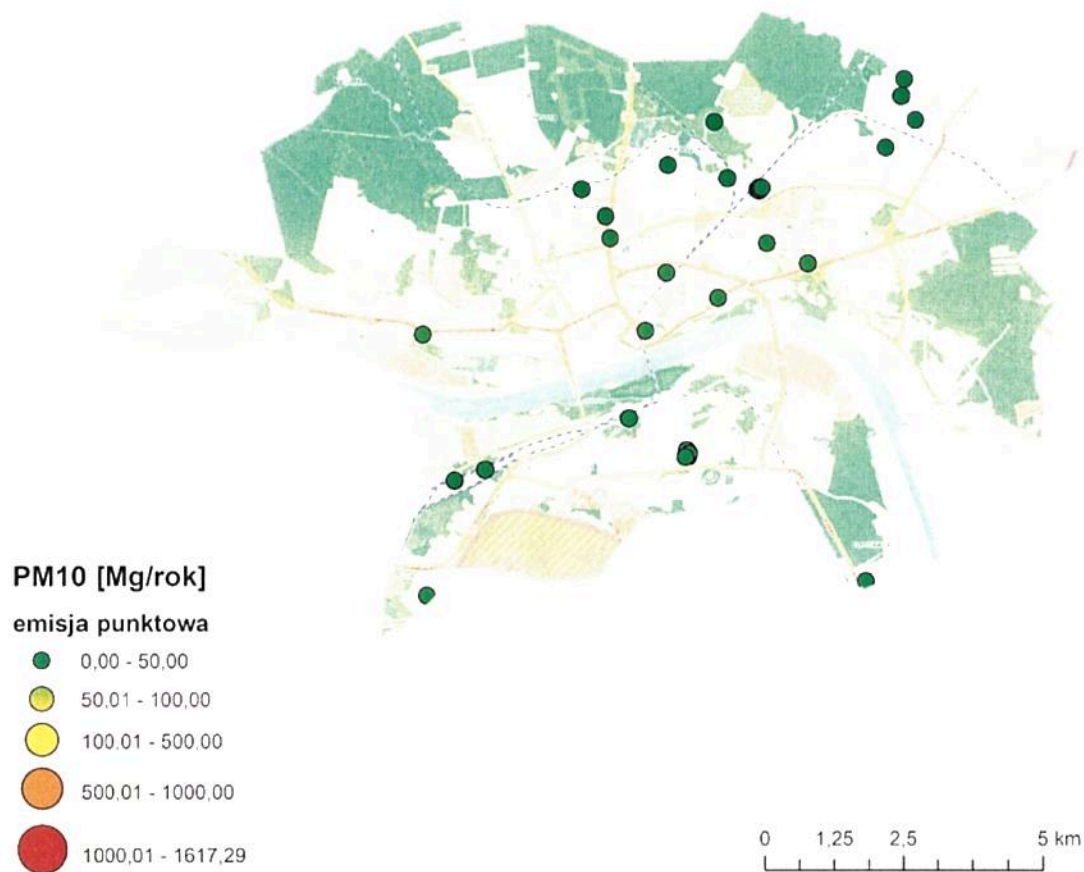 PM10 [Mg/rok]
emisja punktowa
0,00 - 50,00
50,01 - 100,00
100,01 - 500,00
500,01 - 1000,00
1000,01 - 1617,29
0 1,25 2,5 5 km